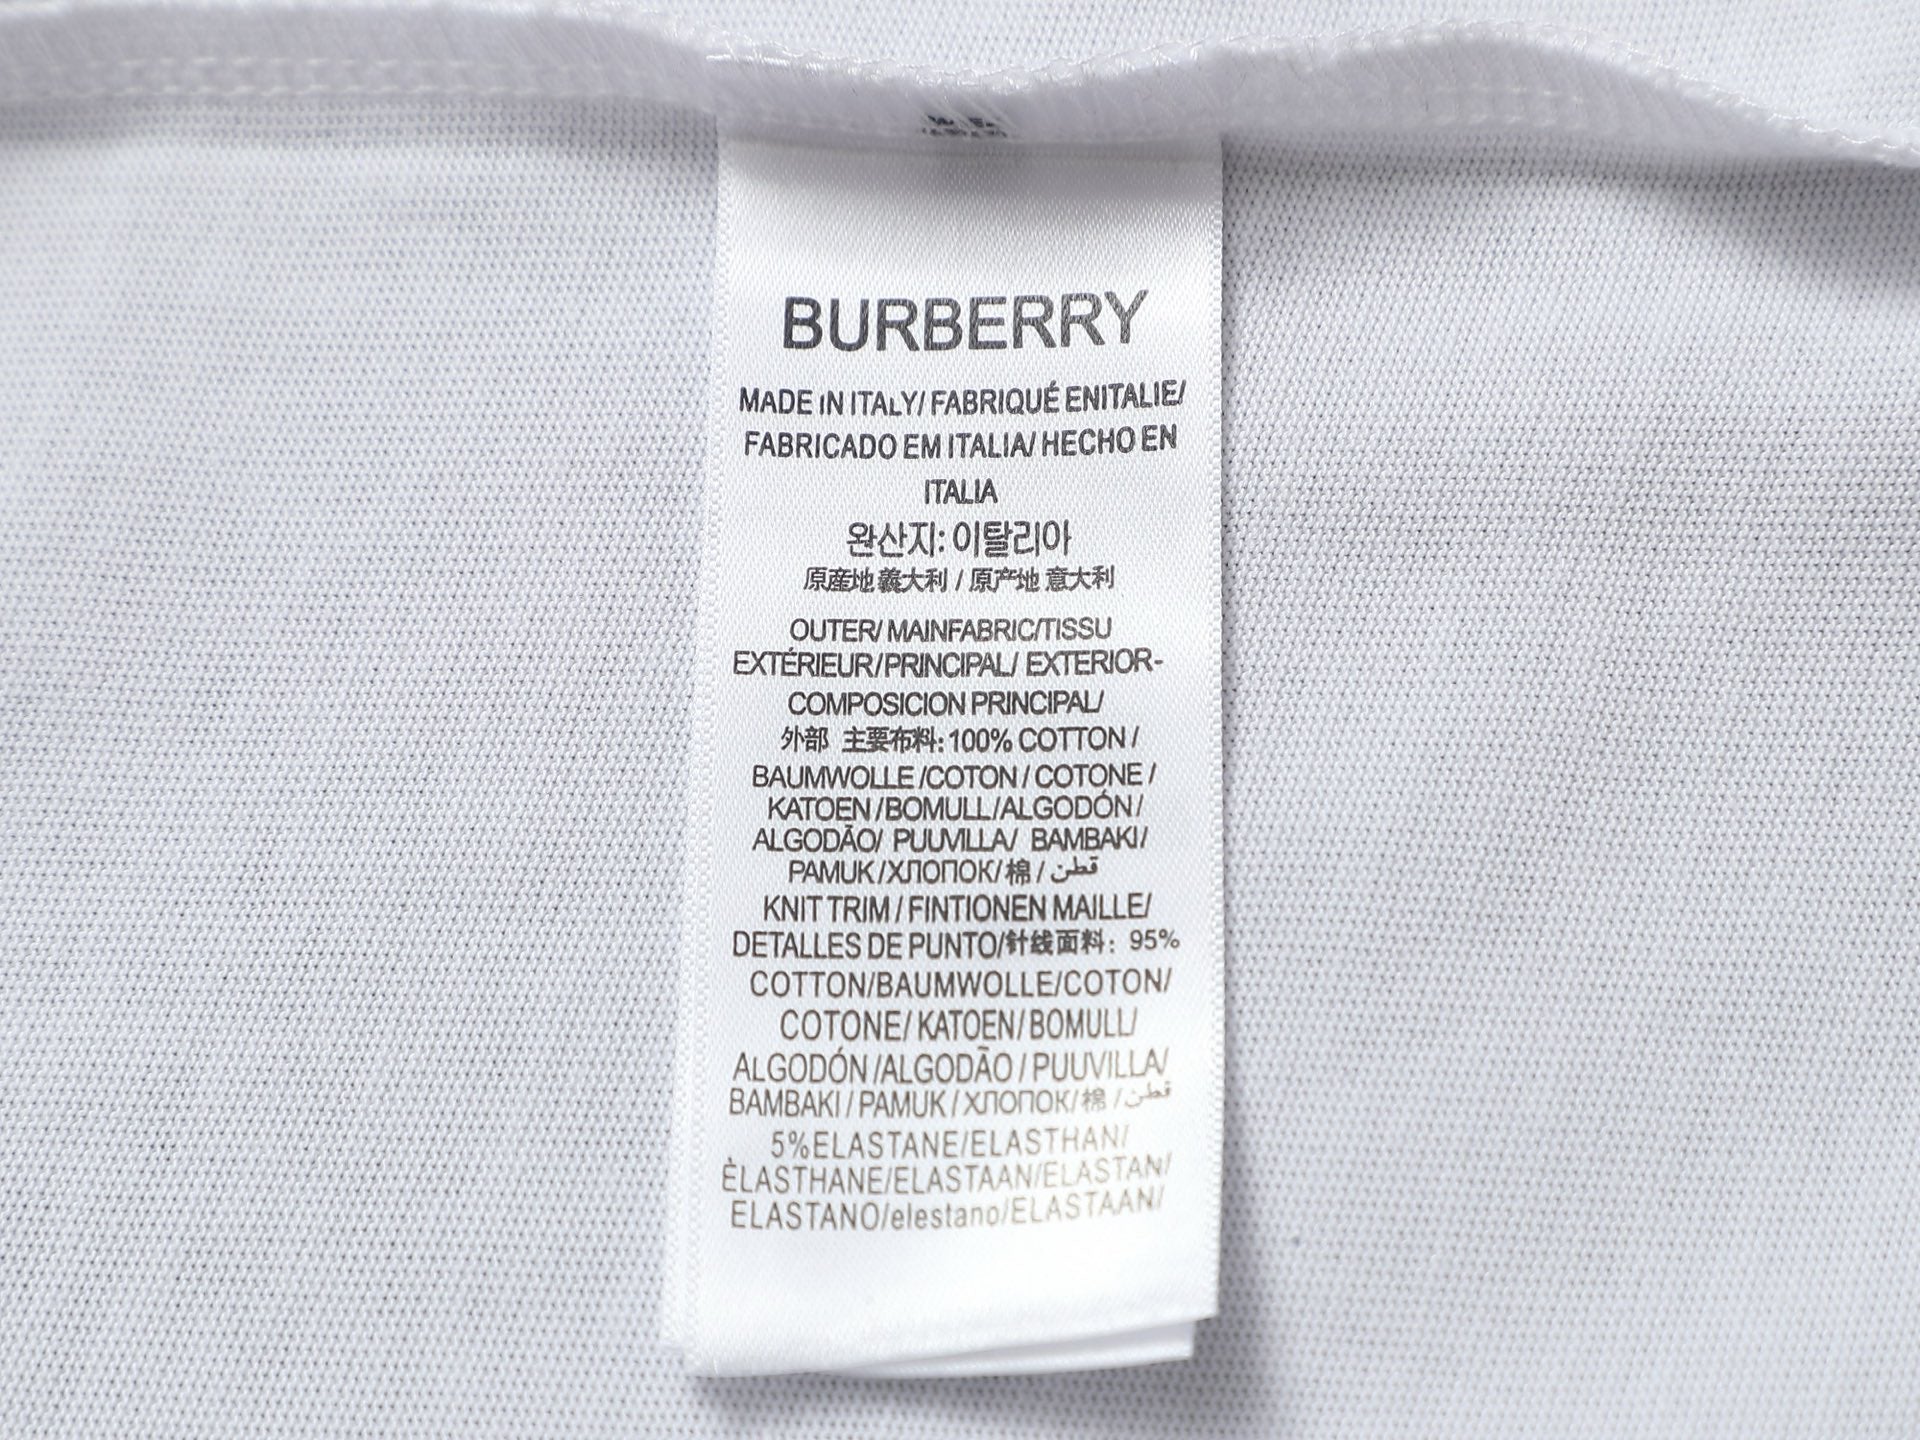 BURBERRY
MADE IN ITALY/ FABRIQUÉ ENITALIE/
FABRICADO EM ITALIA/ HECHO EN
ITALIA
완산지: 이탈리아
原産地 義大利 / 原产地 意大利
OUTER/ MAINFABRIC/TISSU
EXTÉRIEUR/PRINCIPAL/ EXTERIOR-
COMPOSICION PRINCIPAL/
外部 主要布料: 100% COTTON /
BAUMWOLLE /COTON / COTONE /
KATOEN /BOMULL/ALGODÓN /
ALGODÃO/ PUUVILLA/ BAMBAKI/
PAMUK /ХЛОПОК/ 棉 / قطن
KNIT TRIM / FINTIONEN MAILLE/
DETALLES DE PUNTO/针线面料: 95%
COTTON/BAUMWOLLE/COTON/
COTONE/ KATOEN/ BOMULL/
ALGODÓN /ALGODÃO / PUUVILLA/
BAMBAKI / PAMUK / ХЛОПОК/ 棉 / قطن
5%ELASTANE/ELASTHAN/
ÈLASTHANE/ELASTAAN/ELASTAN/
ELASTANO/elestano/ELASTAAN/